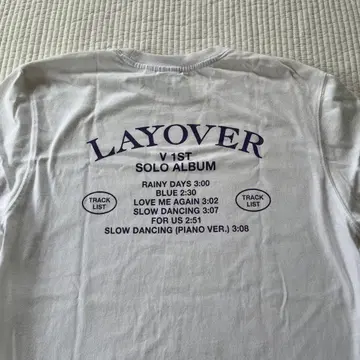 LAYOVER
V 1ST
SOLO ALBUM
RAINY DAYS 3:00
BLUE 2:30
LOVE ME AGAIN 3:02
SLOW DANCING 3:07
FOR US 2:51
SLOW DANCING (PIANO VER.) 3:08
TRACK
LIST
TRACK
LIST